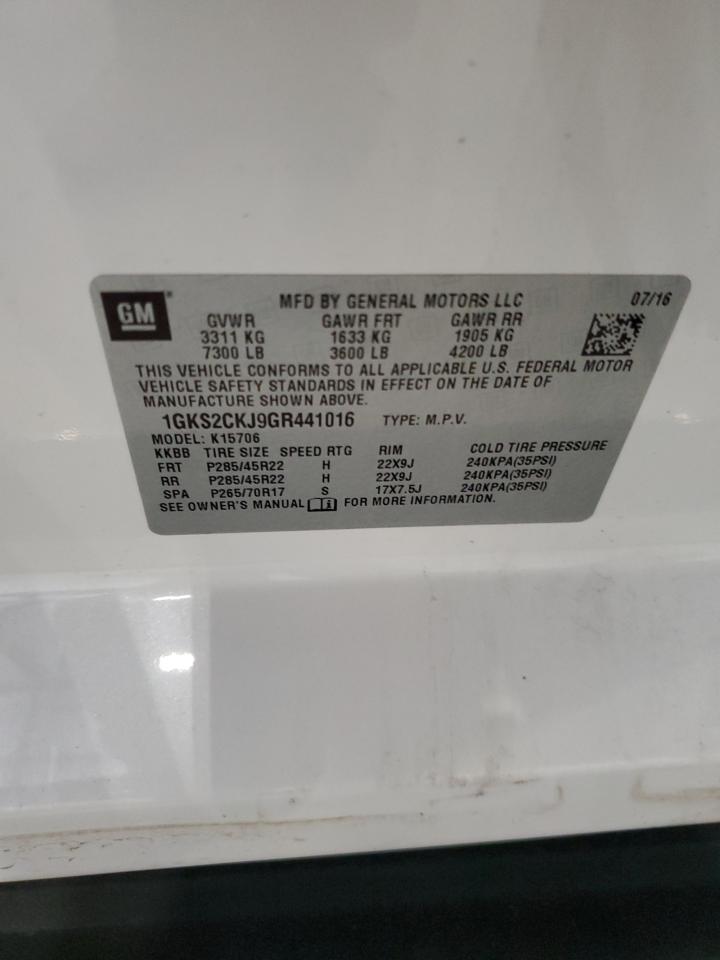 GM MFD BY GENERAL MOTORS LLC 07/16
GVWR GAWR FRT GAWR RR
3311 KG 1633 KG 1905 KG
7300 LB 3600 LB 4200 LB
THIS VEHICLE CONFORMS TO ALL APPLICABLE U.S. FEDERAL MOTOR
VEHICLE SAFETY STANDARDS IN EFFECT ON THE DATE OF
MANUFACTURE SHOWN ABOVE.
1GKS2CKJ9GR441016 TYPE: M.P.V.
MODEL: K15706
KKBB TIRE SIZE SPEED RTG RIM COLD TIRE PRESSURE
FRT P285/45R22 H 22X9J 240KPA(35PSI)
RR P285/45R22 H 22X9J 240KPA(35PSI)
SPA P265/70R17 S 17X7.5J 240KPA(35PSI)
SEE OWNER'S MANUAL FOR MORE INFORMATION.